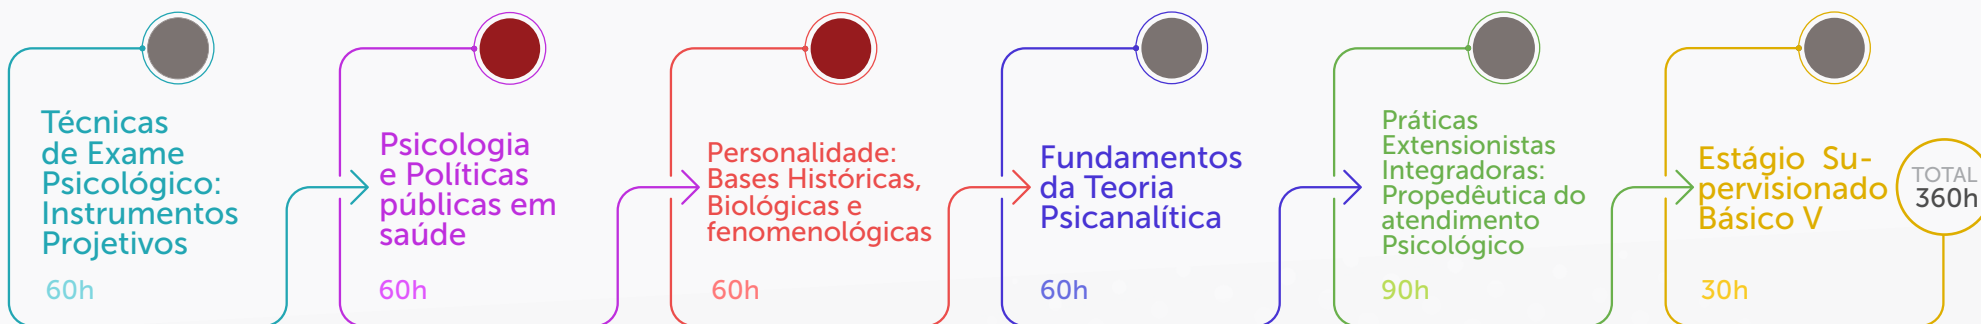 Técnicas
de Exame
Psicológico:
Instrumentos
Projetivos
60h
Psicologia
e Políticas
públicas em
saúde
60h
Personalidade:
Bases Históricas,
Biológicas e
fenomenológicas
60h
Fundamentos
da Teoria
Psicanalítica
60h
Práticas
Extensionistas
Integradoras:
Propedêutica do
atendimento
Psicológico
90h
Estágio Su-
pervisionado
Básico V
30h
TOTAL
360h